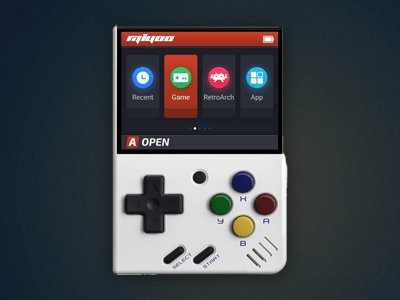 miyoo
Recent Game RetroArch App
A OPEN
X
Y A
B
SELECT START